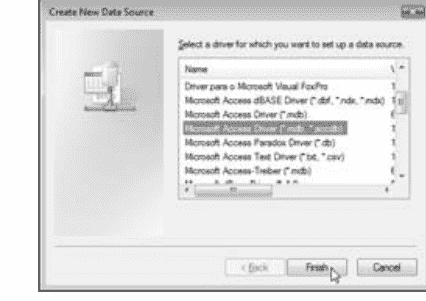 Create New Data Source
Select a driver for which you want to set up a data source.
Name
Driver para o Microsoft Visual FoxPro
Microsoft Access dBASE Driver (*.dbf, *.ndx, *.mdx)
Microsoft Access Driver (*.mdb)
Microsoft Access Driver (*.mdb, *.accdb)
Microsoft Access Paradox Driver (*.db)
Microsoft Access Text Driver (*.txt, *.csv)
Microsoft Access-Treiber (*.mdb)
< Back Finish Cancel